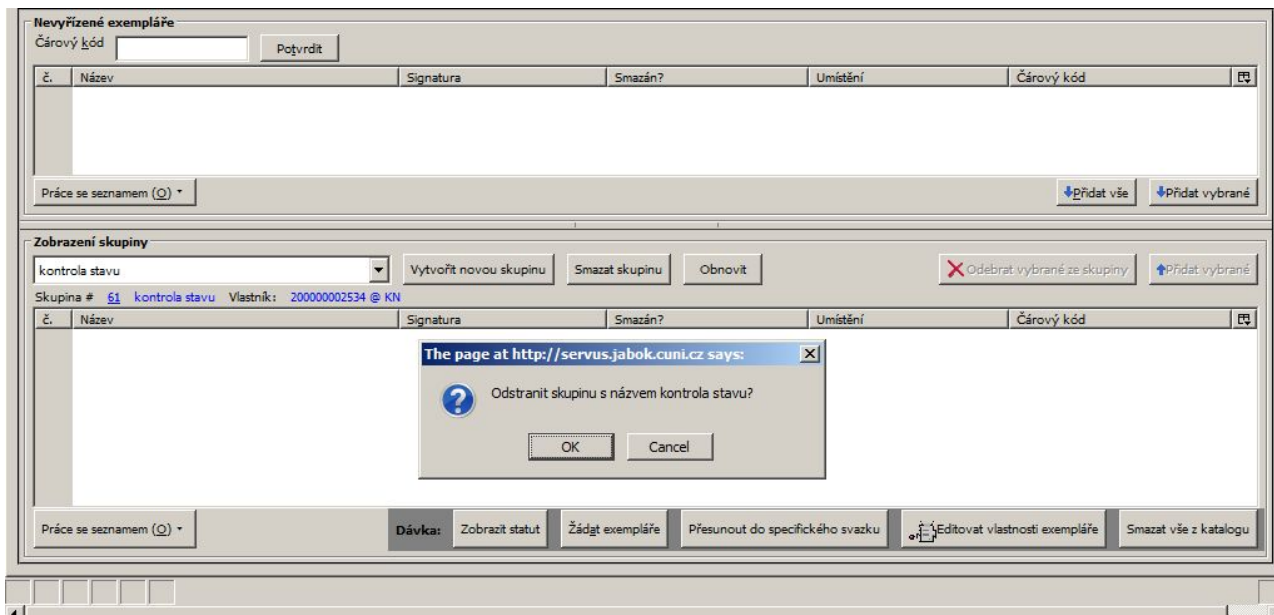 Nevyřízené exempláře
Čárový kód Potvrdit
č. Název Signatura Smazán? Umístění Čárový kód
Práce se seznamem (O) Přidat vše Přidat vybrané
Zobrazení skupiny
kontrola stavu Vytvořit novou skupinu Smazat skupinu Obnovit Odebrat vybrané ze skupiny Přidat vybrané
Skupina # 61 kontrola stavu Vlastník: 200000002534 @ KN
č. Název Signatura Smazán? Umístění Čárový kód
The page at http://servus.jabok.cuni.cz says:
Odstranit skupinu s názvem kontrola stavu?
OK Cancel
Práce se seznamem (O) Dávka: Zobrazit statut Žádat exempláře Přesunout do specifického svazku Editovat vlastnosti exempláře Smazat vše z katalogu